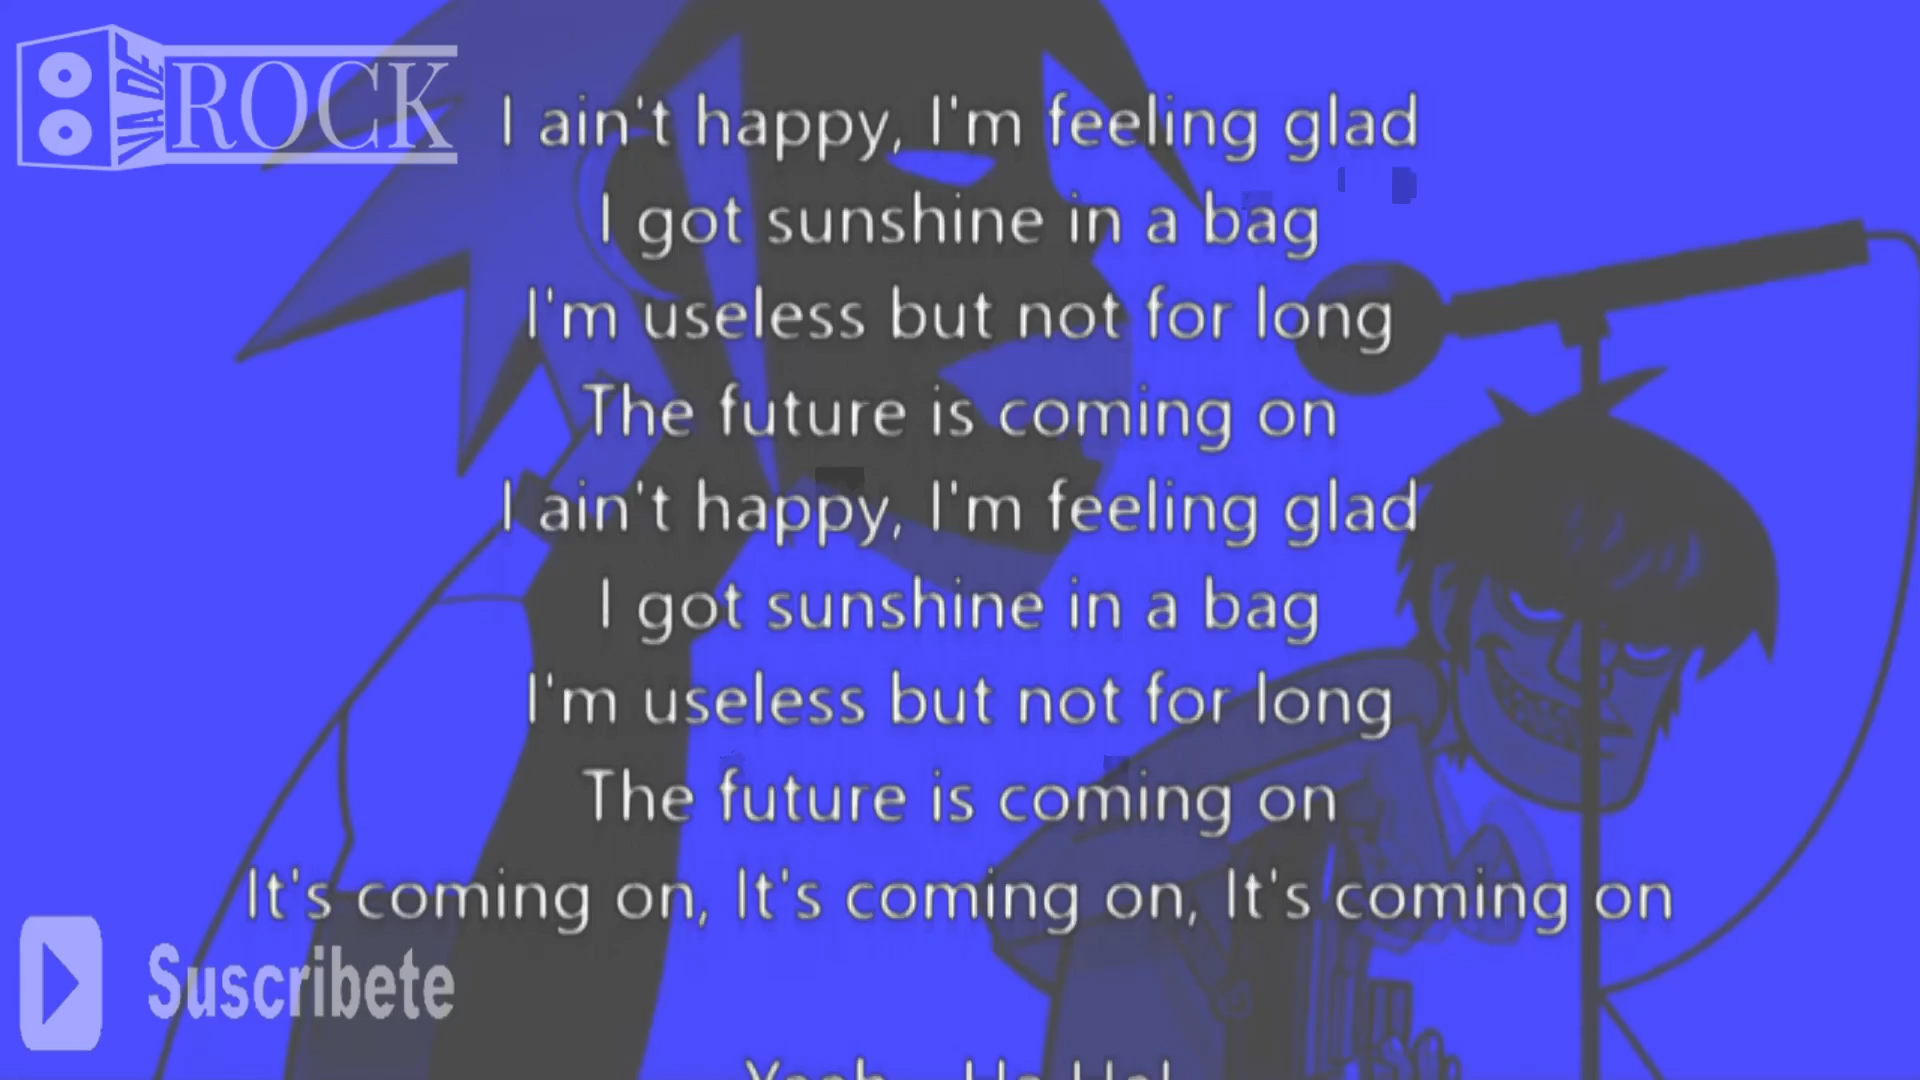 VA DE ROCK
I ain't happy, I'm feeling glad
I got sunshine in a bag
I'm useless but not for long
The future is coming on
I ain't happy, I'm feeling glad
I got sunshine in a bag
I'm useless but not for long
The future is coming on
It's coming on, It's coming on, It's coming on
Suscribete